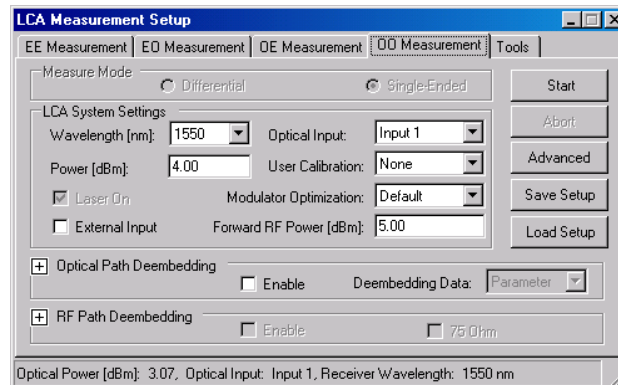 LCA Measurement Setup
EE Measurement EO Measurement OE Measurement OO Measurement Tools
Measure Mode
Differential Single-Ended Start
LCA System Settings
Wavelength [nm]: 1550 Optical Input: Input 1 Abort
Power [dBm]: 4.00 User Calibration: None Advanced
Laser On Modulator Optimization: Default Save Setup
External Input Forward RF Power [dBm]: 5.00 Load Setup
Optical Path Deembedding
Enable Deembedding Data: Parameter
RF Path Deembedding
Enable 75 Ohm
Optical Power [dBm]: 3.07, Optical Input: Input 1, Receiver Wavelength: 1550 nm